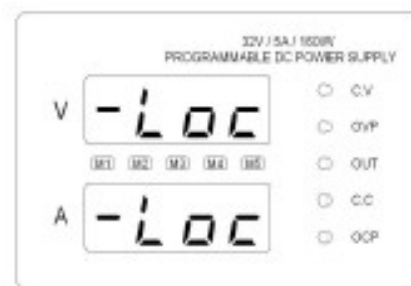 32V / 5A / 160W
PROGRAMMABLE DC POWER SUPPLY
V -Loc
M1 M2 M3 M4 M5
A -Loc
C.V
OVP
OUT
C.C
OCP